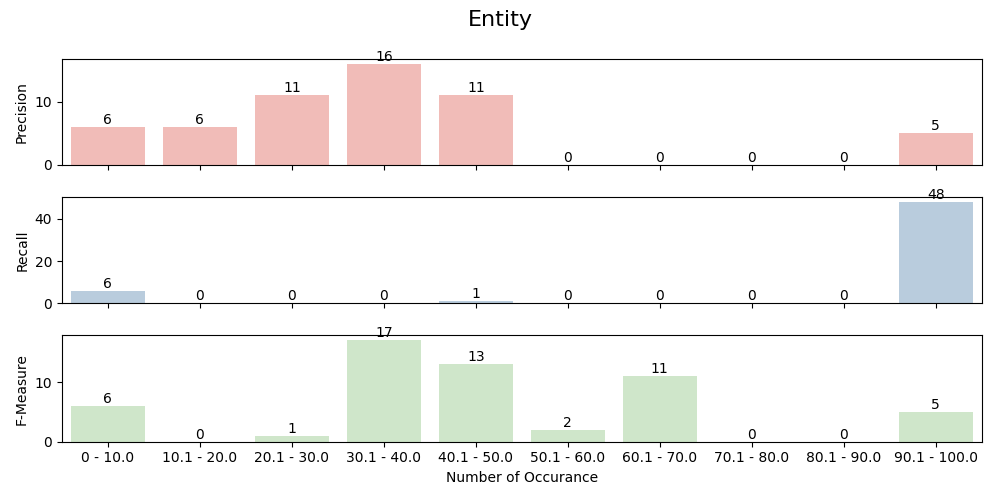 Entity
Precision
10
0
6
6
11
16
11
0
0
0
0
5
Recall
40
20
0
6
0
0
0
1
0
0
0
0
48
F-Measure
10
0
6
0
1
17
13
2
11
0
0
5
0 - 10.0
10.1 - 20.0
20.1 - 30.0
30.1 - 40.0
40.1 - 50.0
50.1 - 60.0
60.1 - 70.0
70.1 - 80.0
80.1 - 90.0
90.1 - 100.0
Number of Occurance